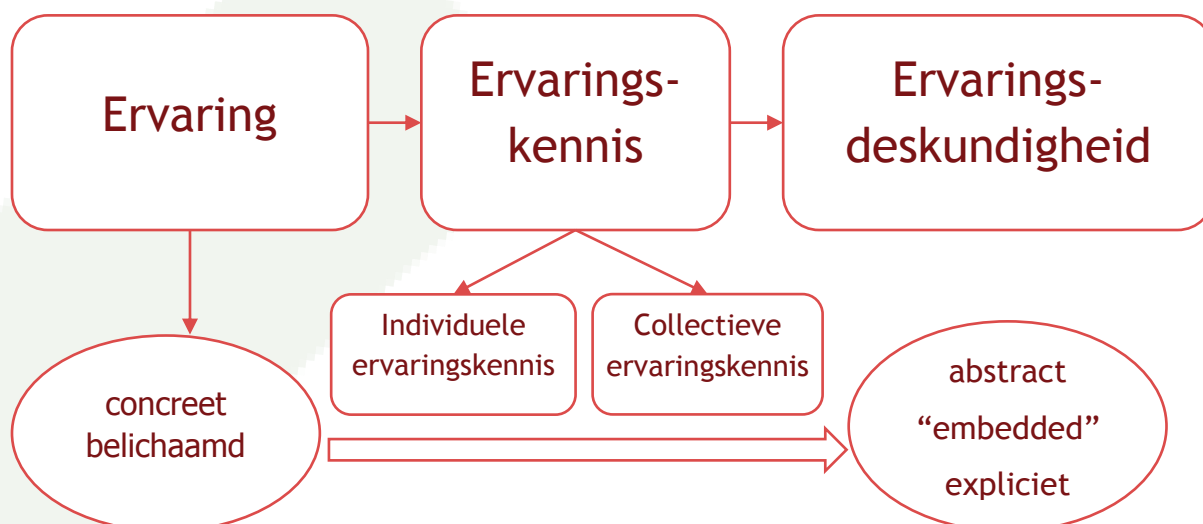 Ervaring
Ervarings-
kennis
Ervarings-
deskundigheid
Individuele
ervaringskennis
Collectieve
ervaringskennis
concreet
belichaamd
abstract
“embedded”
expliciet